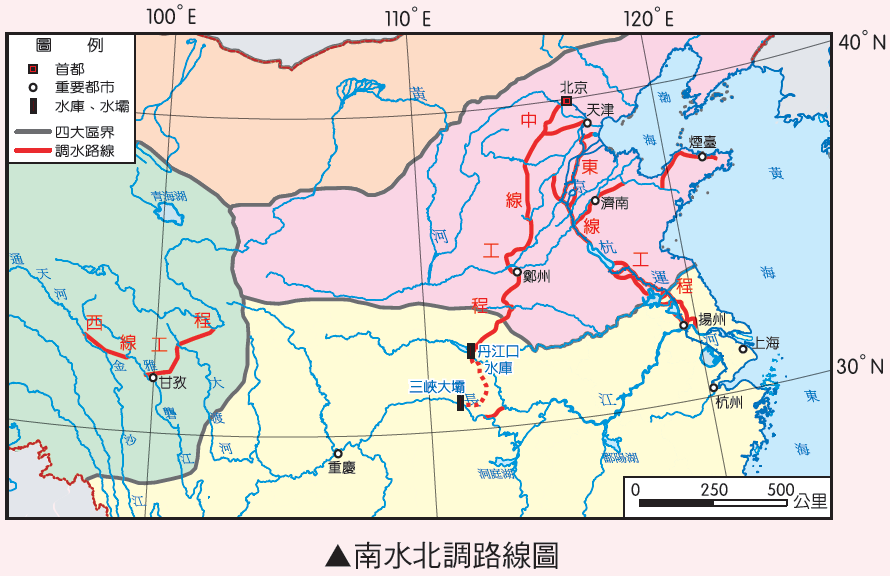 100°E 110°E 120°E
40°N
30°N
圖 例
首都
重要都市
水庫、水壩
四大區界
調水路線
黃
河
北京
天津
渤
海
煙臺
黃
海
中
線
工
程
東
線
工
程
京
杭
運
河
濟南
鄭州
青海湖
通
天
河
西
線
工
程
金
沙
江
雅
礱
江
大
渡
河
甘孜
丹江口
水庫
三峽大壩
長
江
揚州
上海
杭州
東
海
重慶
洞庭湖
鄱陽湖
0 250 500 公里
▲南水北調路線圖